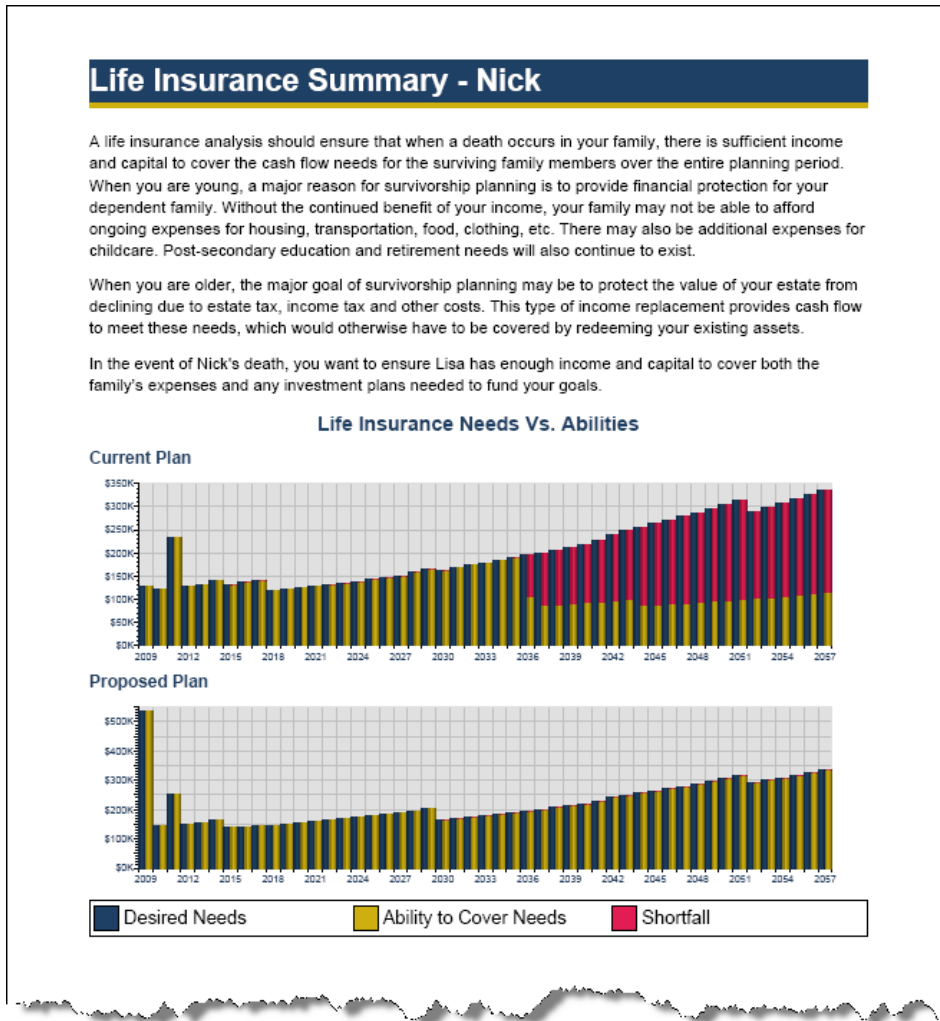 Life Insurance Summary - Nick
A life insurance analysis should ensure that when a death occurs in your family, there is sufficient income
and capital to cover the cash flow needs for the surviving family members over the entire planning period.
When you are young, a major reason for survivorship planning is to provide financial protection for your
dependent family. Without the continued benefit of your income, your family may not be able to afford
ongoing expenses for housing, transportation, food, clothing, etc. There may also be additional expenses for
childcare. Post-secondary education and retirement needs will also continue to exist.
When you are older, the major goal of survivorship planning may be to protect the value of your estate from
declining due to estate tax, income tax and other costs. This type of income replacement provides cash flow
to meet these needs, which would otherwise have to be covered by redeeming your existing assets.
In the event of Nick's death, you want to ensure Lisa has enough income and capital to cover both the
family's expenses and any investment plans needed to fund your goals.
Life Insurance Needs Vs. Abilities
Current Plan
$350K
$300K
$250K
$200K
$150K
$100K
$50K
$0K
2009 2012 2015 2018 2021 2024 2027 2030 2033 2036 2039 2042 2045 2048 2051 2054 2057
Proposed Plan
$500K
$400K
$300K
$200K
$100K
$0K
2009 2012 2015 2018 2021 2024 2027 2030 2033 2036 2039 2042 2045 2048 2051 2054 2057
Desired Needs Ability to Cover Needs Shortfall